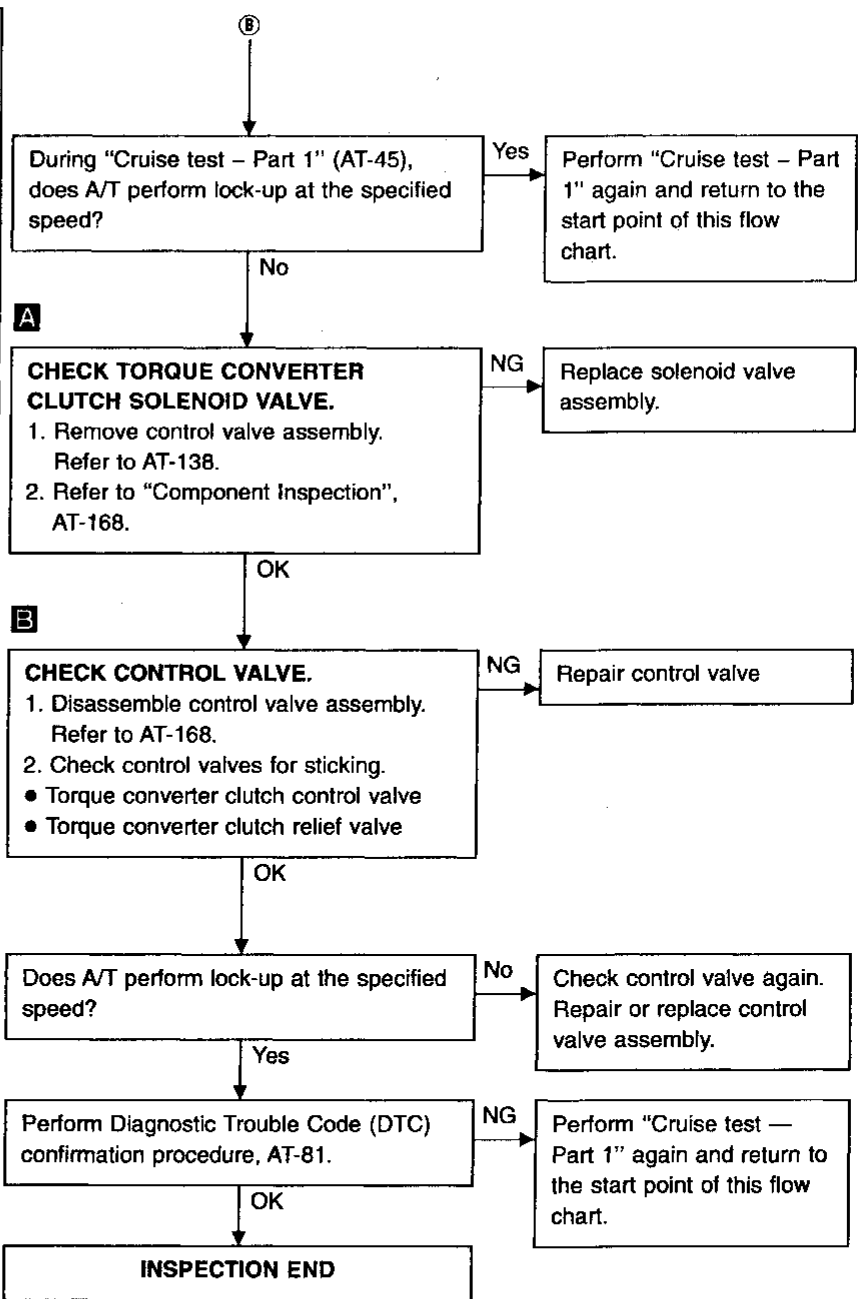 Ⓑ
During “Cruise test – Part 1” (AT-45),
does A/T perform lock-up at the specified
speed?
Yes
Perform “Cruise test – Part
1” again and return to the
start point of this flow
chart.
No
A
CHECK TORQUE CONVERTER
CLUTCH SOLENOID VALVE.
1. Remove control valve assembly.
Refer to AT-138.
2. Refer to “Component Inspection”,
AT-168.
NG
Replace solenoid valve
assembly.
OK
B
CHECK CONTROL VALVE.
1. Disassemble control valve assembly.
Refer to AT-168.
2. Check control valves for sticking.
● Torque converter clutch control valve
● Torque converter clutch relief valve
NG
Repair control valve
OK
Does A/T perform lock-up at the specified
speed?
No
Check control valve again.
Repair or replace control
valve assembly.
Yes
Perform Diagnostic Trouble Code (DTC)
confirmation procedure, AT-81.
NG
Perform “Cruise test —
Part 1” again and return to
the start point of this flow
chart.
OK
INSPECTION END